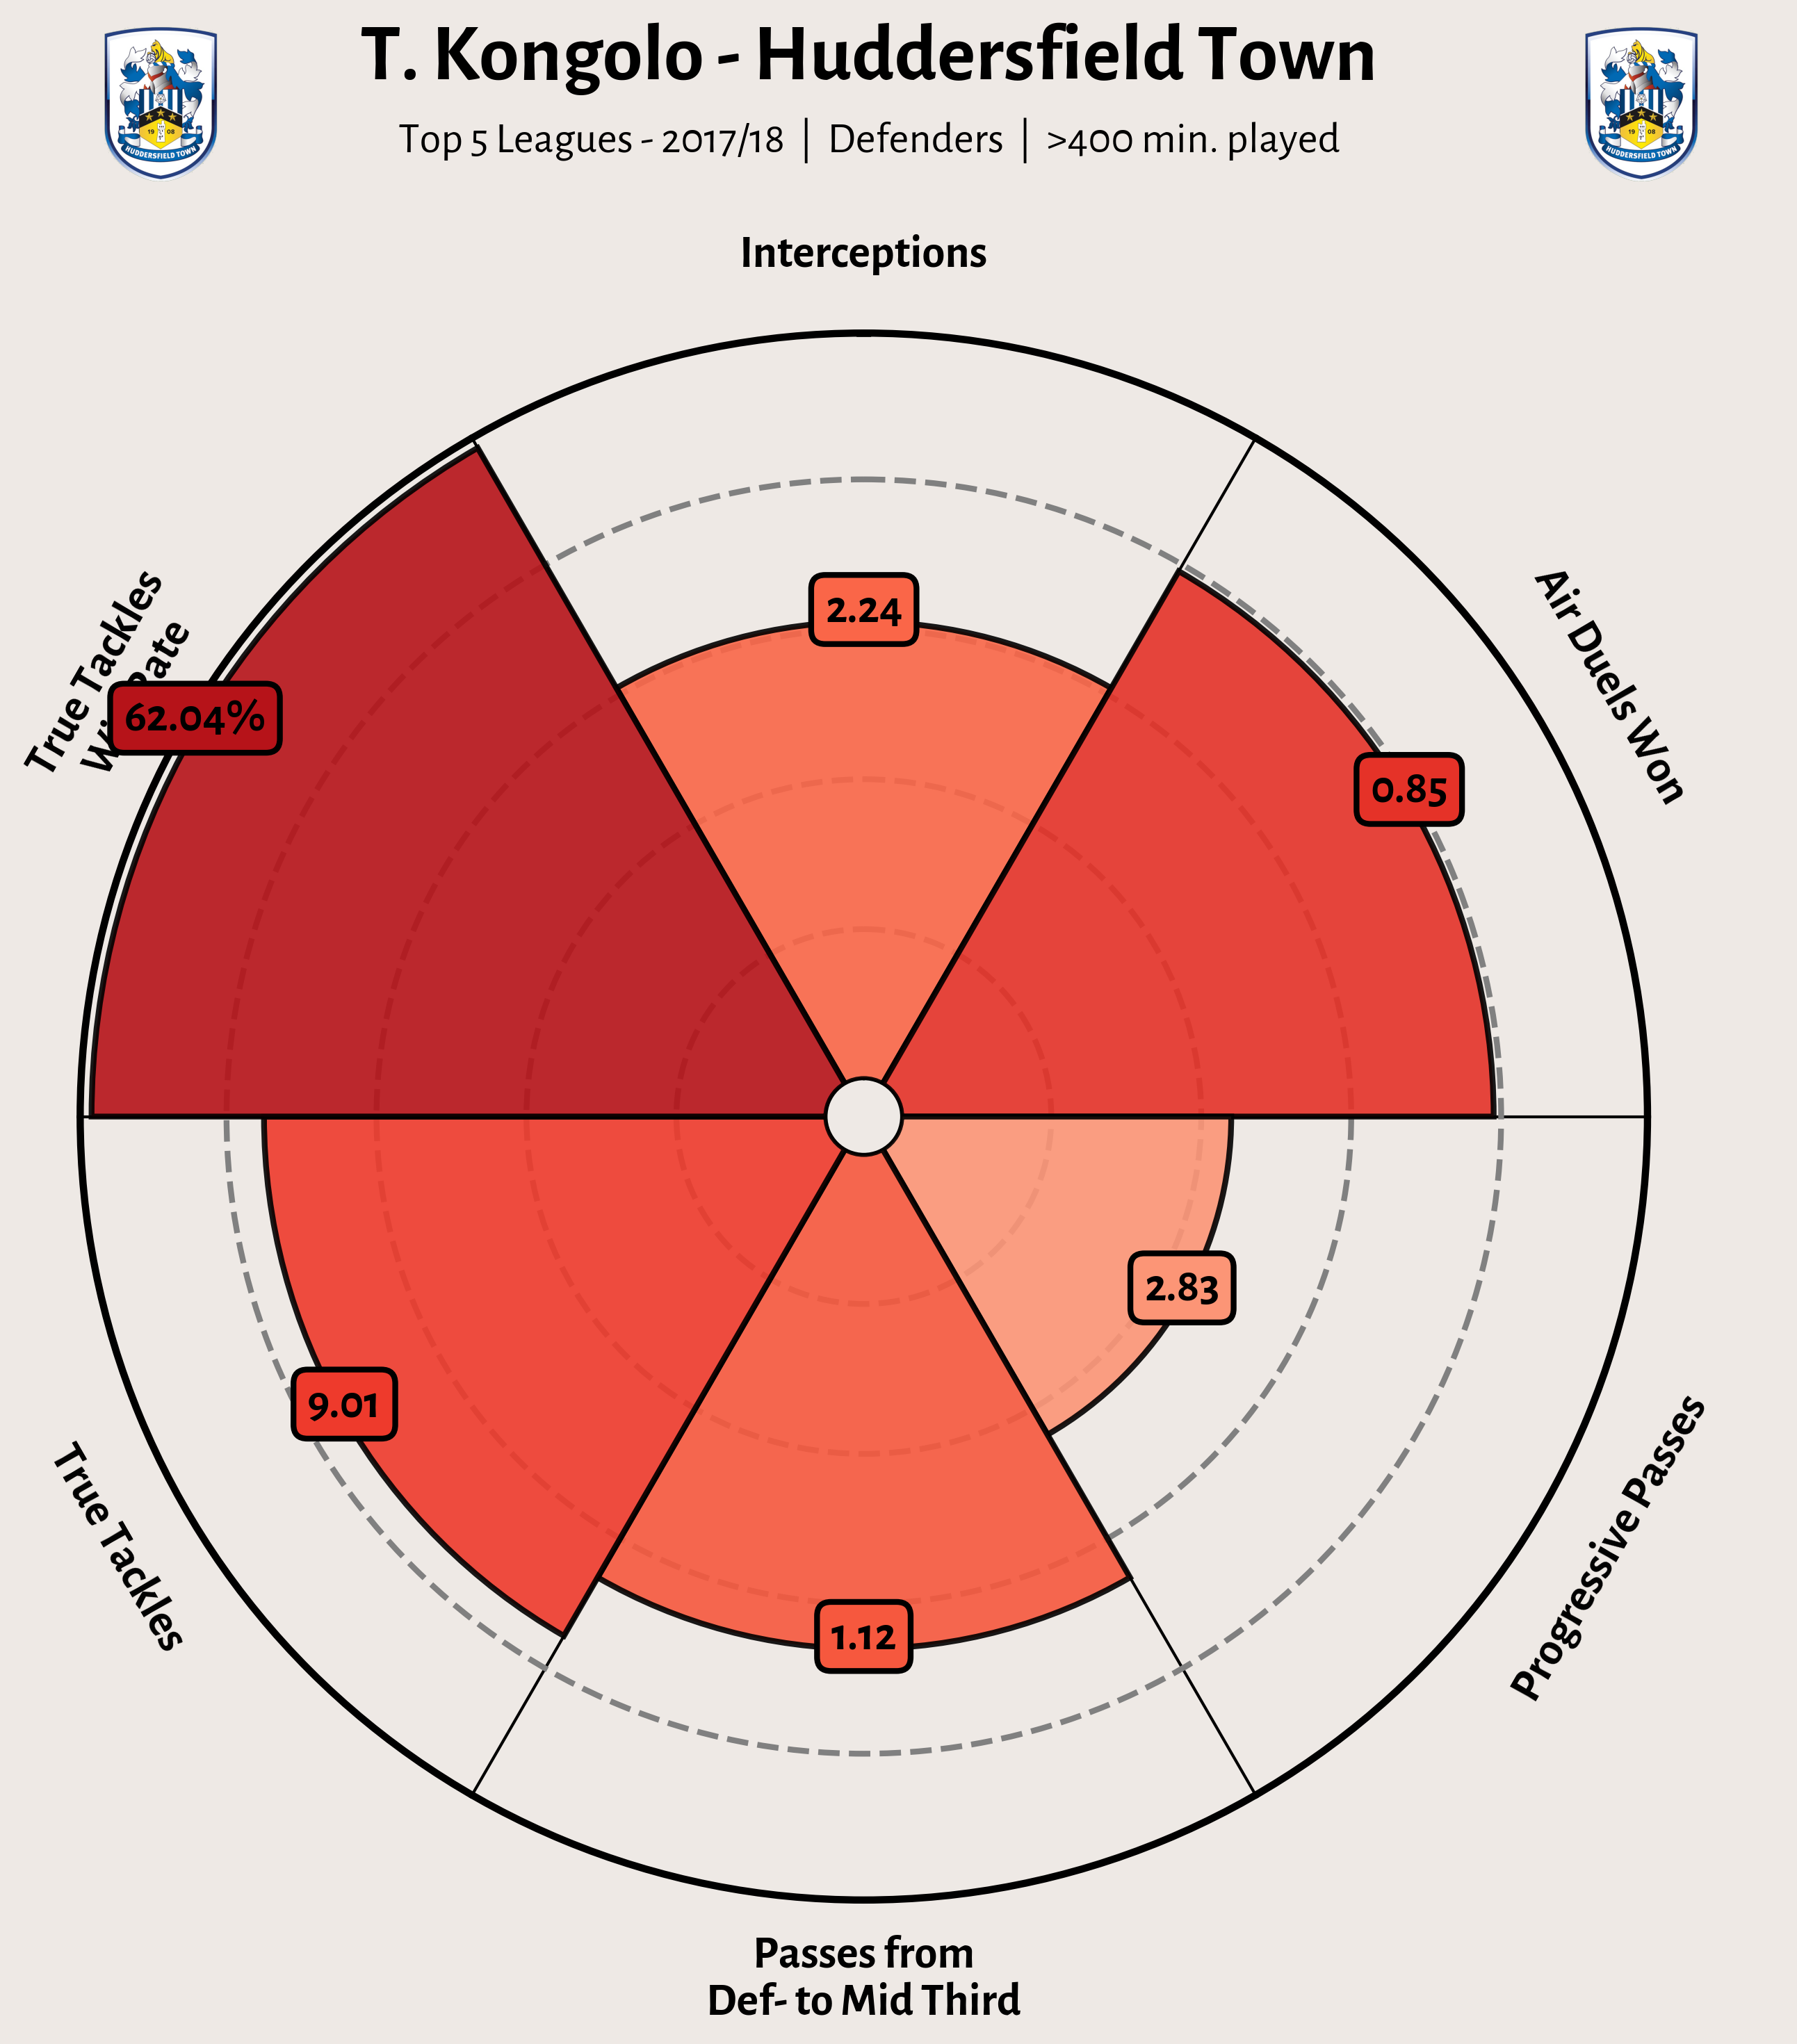 T. Kongolo - Huddersfield Town
Top 5 Leagues - 2017/18 | Defenders | >400 min. played
19 08
HUDDERSFIELD TOWN
19 08
HUDDERSFIELD TOWN
Interceptions
True Tackles
62.04%
2.24
Air Duels Won
0.85
2.83
9.01
True Tackles
Progressive Passes
1.12
Passes from
Def- to Mid Third